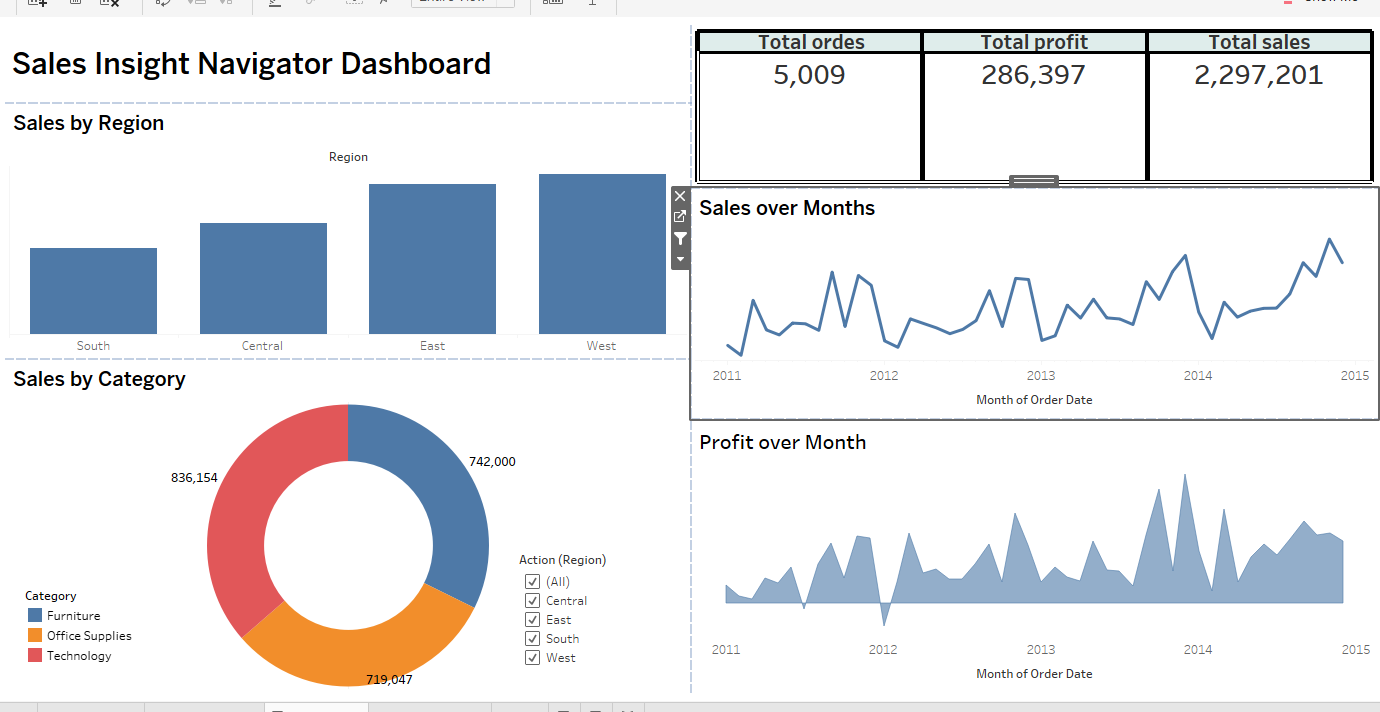 Sales Insight Navigator Dashboard
Total ordes Total profit Total sales
5,009 286,397 2,297,201
Sales by Region
Region
South Central East West
Sales over Months
2011 2012 2013 2014 2015
Month of Order Date
Sales by Category
836,154
742,000
719,047
Category
Furniture
Office Supplies
Technology
Action (Region)
(All)
Central
East
South
West
Profit over Month
2011 2012 2013 2014 2015
Month of Order Date